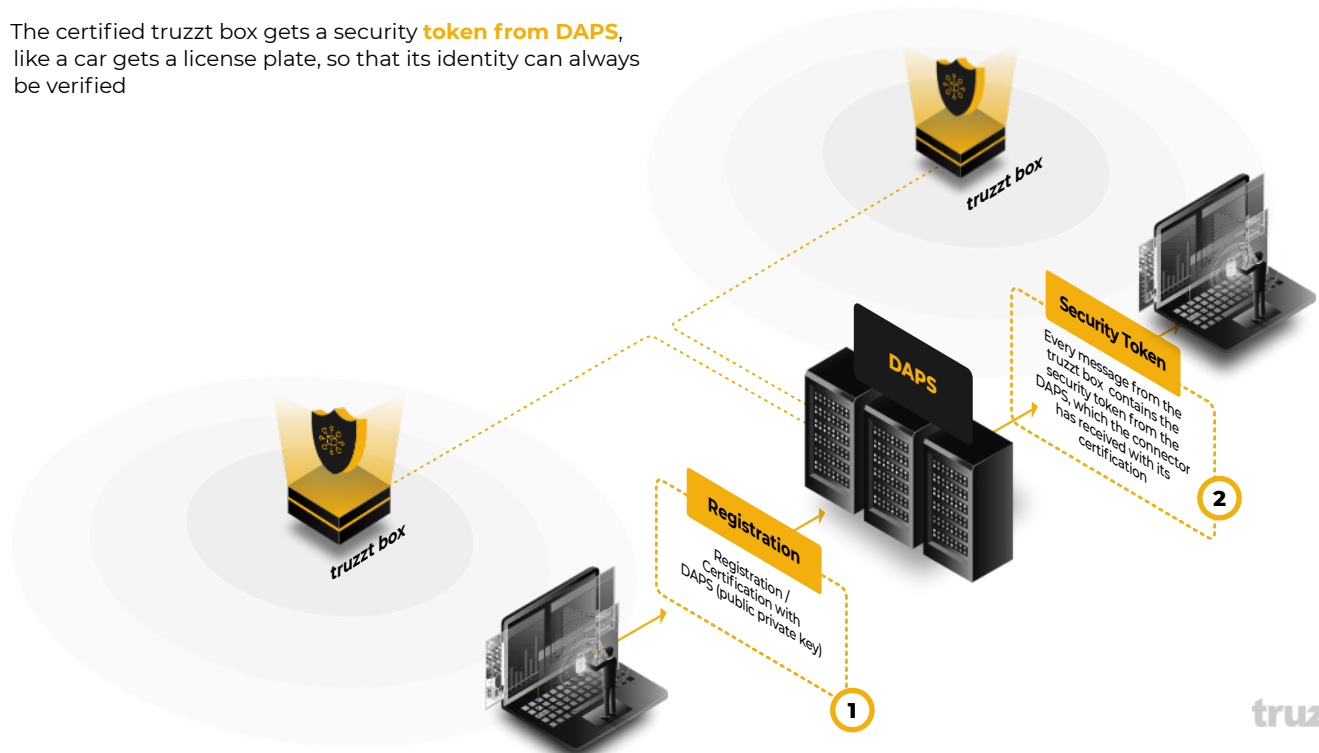 The certified truzzt box gets a security token from DAPS,
like a car gets a license plate, so that its identity can always
be verified
truzzt box
Security Token
Every message from the
truzzt box contains the
security token from the
DAPS, which the connector
has received with its
certification
2
DAPS
truzzt box
Registration
Registration /
Certification with
DAPS (public private key)
1
truz